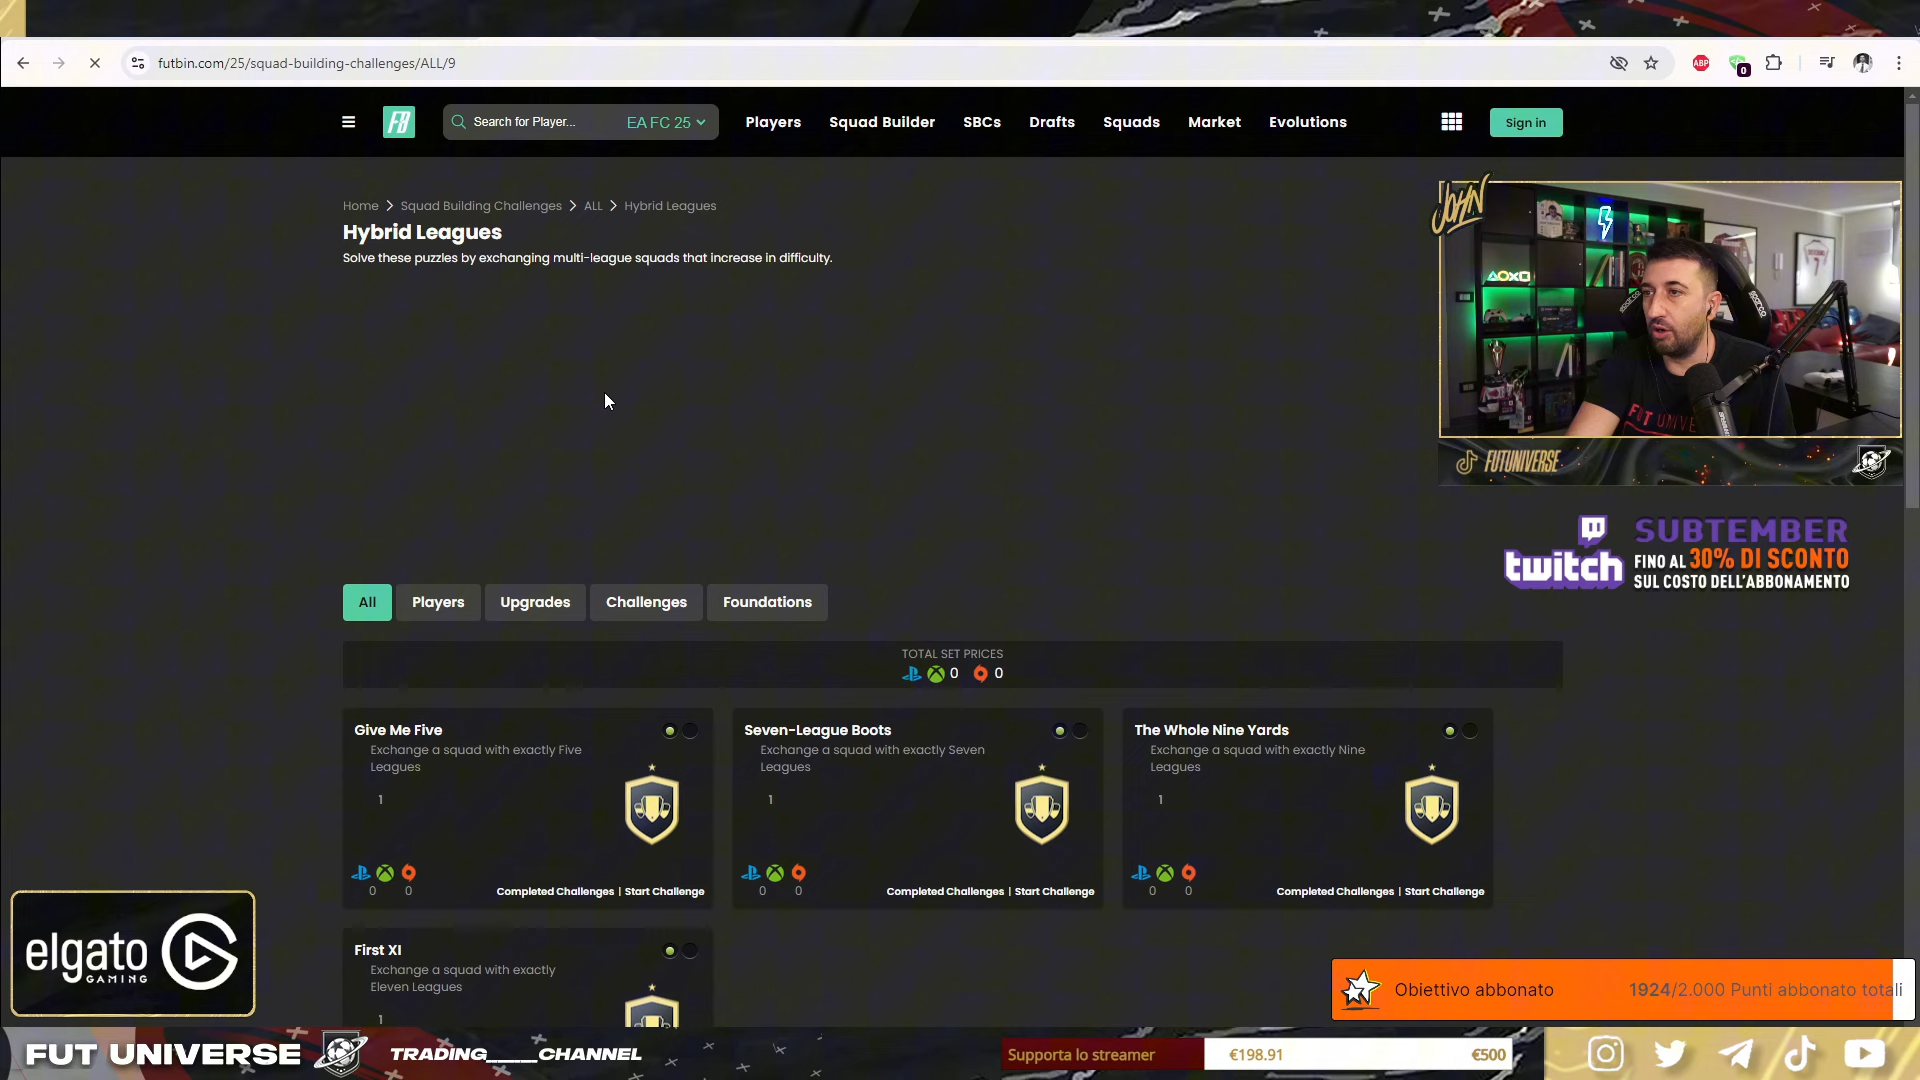 futbin.com/25/squad-building-challenges/ALL/9
ABP
0
FB
Search for Player...
EA FC 25
Players
Squad Builder
SBCs
Drafts
Squads
Market
Evolutions
Sign in
Home > Squad Building Challenges > ALL > Hybrid Leagues
Hybrid Leagues
Solve these puzzles by exchanging multi-league squads that increase in difficulty.
JOHN
FUT UNIVE
FUTUNIVERSE
twitch
SUBTEMBER
FINO AL 30% DI SCONTO
SUL COSTO DELL'ABBONAMENTO
All
Players
Upgrades
Challenges
Foundations
TOTAL SET PRICES
0 0
Give Me Five
Exchange a squad with exactly Five
Leagues
1
0 0
Completed Challenges | Start Challenge
Seven-League Boots
Exchange a squad with exactly Seven
Leagues
1
0 0
Completed Challenges | Start Challenge
The Whole Nine Yards
Exchange a squad with exactly Nine
Leagues
1
0 0
Completed Challenges | Start Challenge
First XI
Exchange a squad with exactly
Eleven Leagues
1
elgato
GAMING
Obiettivo abbonato
1924/2.000 Punti abbonato totali
FUT UNIVERSE
TRADING____CHANNEL
Supporta lo streamer
€198.91
€500